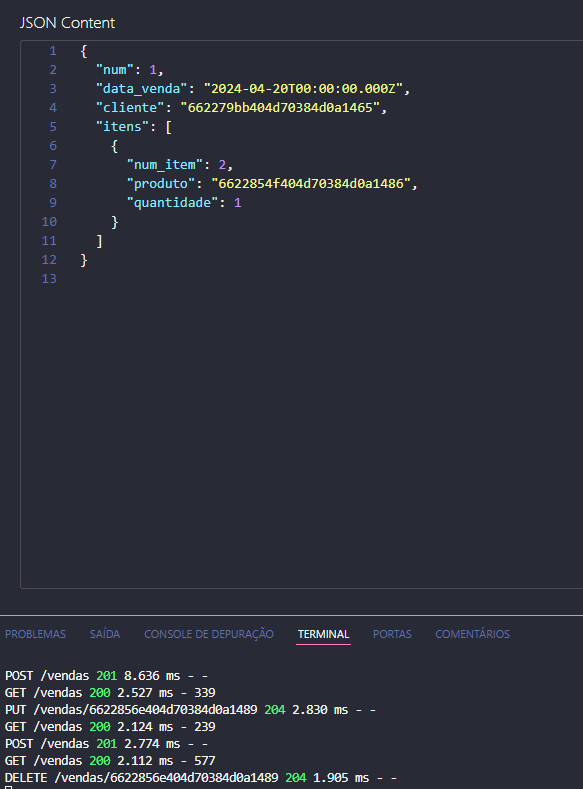 JSON Content
1 {
2 "num": 1,
3 "data_venda": "2024-04-20T00:00:00.000Z",
4 "cliente": "662279bb404d70384d0a1465",
5 "itens": [
6 {
7 "num_item": 2,
8 "produto": "6622854f404d70384d0a1486",
9 "quantidade": 1
10 }
11 ]
12 }
13
PROBLEMAS SAÍDA CONSOLE DE DEPURAÇÃO TERMINAL PORTAS COMENTÁRIOS
POST /vendas 201 8.636 ms - -
GET /vendas 200 2.527 ms - 339
PUT /vendas/6622856e404d70384d0a1489 204 2.830 ms - -
GET /vendas 200 2.124 ms - 239
POST /vendas 201 2.774 ms - -
GET /vendas 200 2.112 ms - 577
DELETE /vendas/6622856e404d70384d0a1489 204 1.905 ms - -